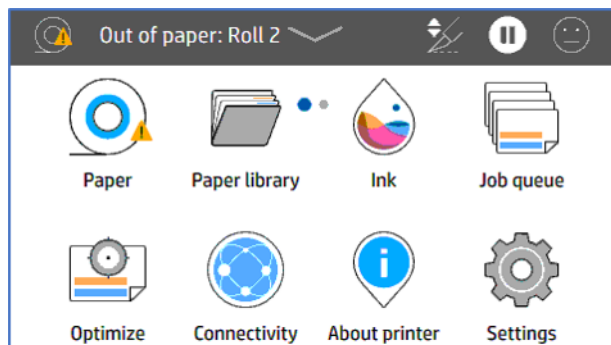 Out of paper: Roll 2
Paper Paper library Ink Job queue
Optimize Connectivity About printer Settings